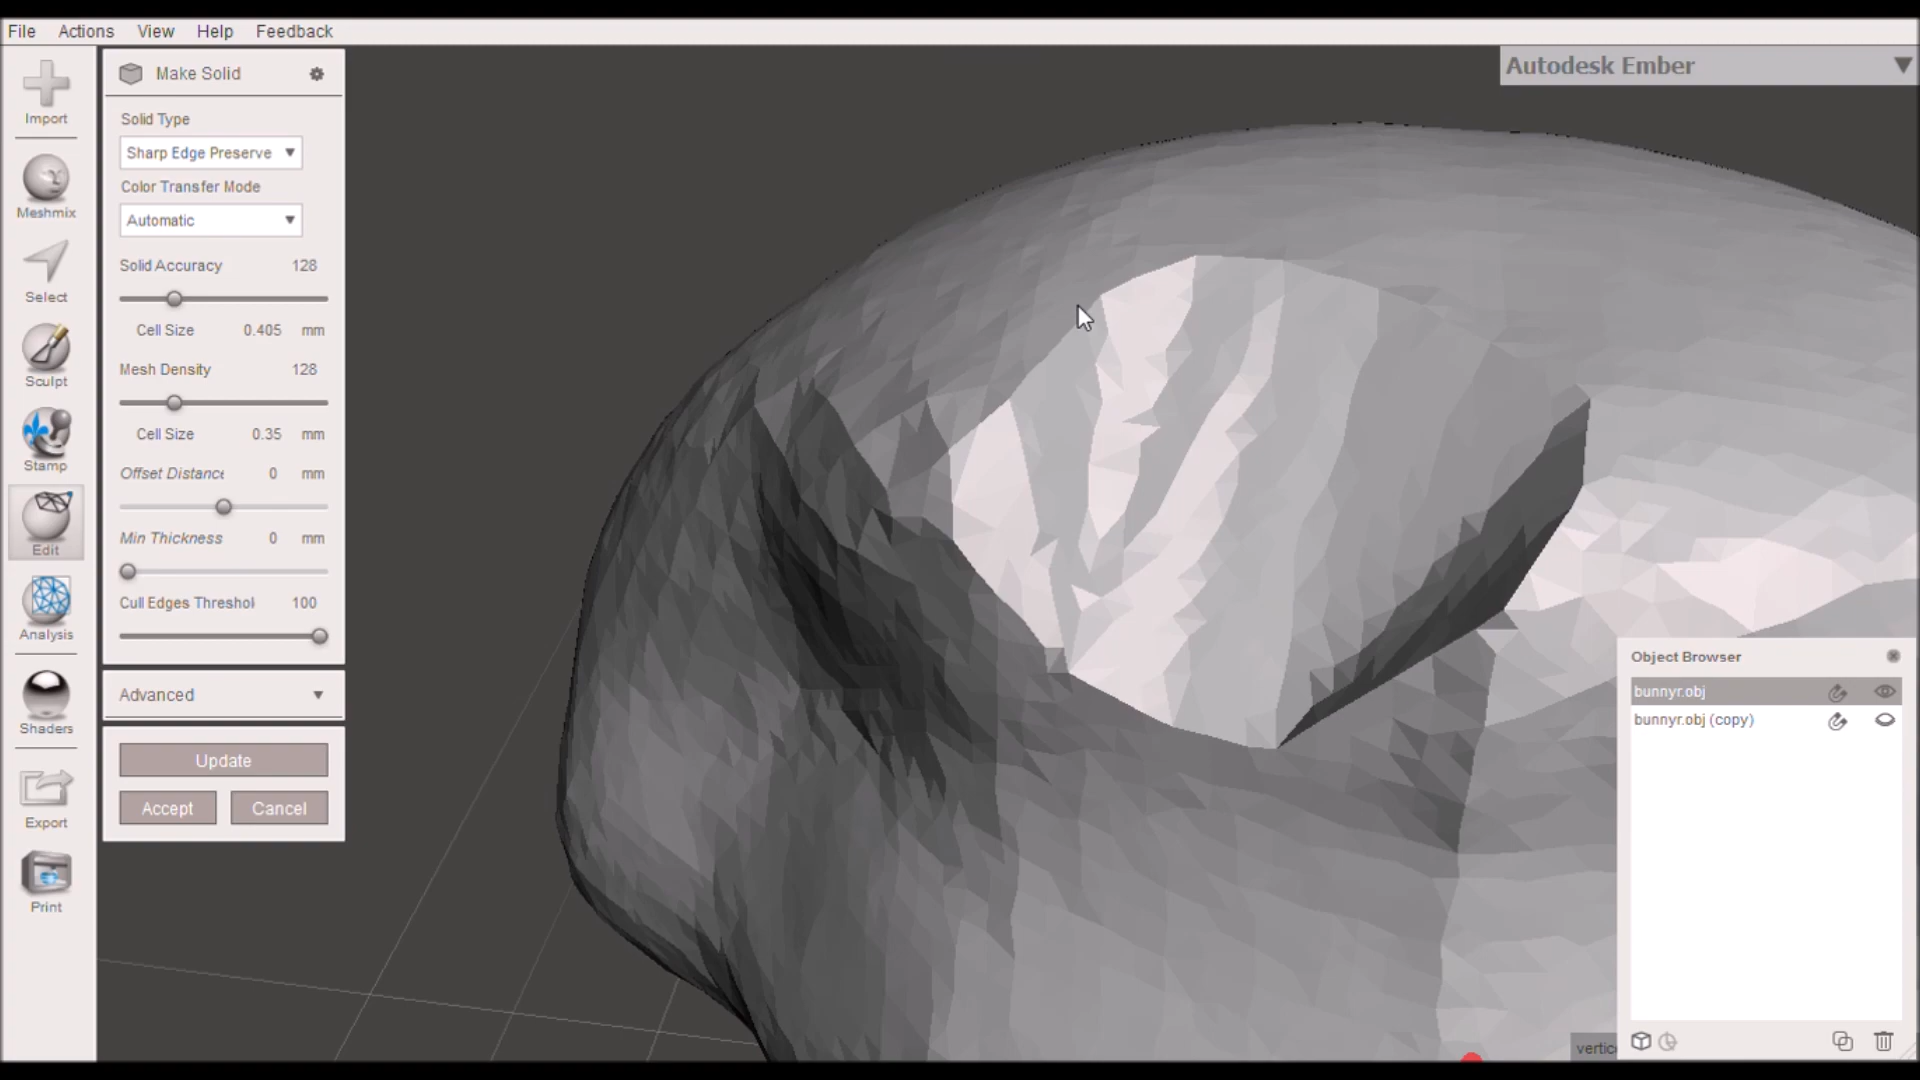 File Actions View Help Feedback
Import
Meshmix
Select
Sculpt
Stamp
Edit
Analysis
Shaders
Export
Print
Make Solid
Solid Type
Sharp Edge Preserve
Color Transfer Mode
Automatic
Solid Accuracy 128
Cell Size 0.405 mm
Mesh Density 128
Cell Size 0.35 mm
Offset Distance 0 mm
Min Thickness 0 mm
Cull Edges Threshol 100
Advanced
Update
Accept Cancel
Autodesk Ember
Object Browser
bunnyr.obj
bunnyr.obj (copy)
vertic